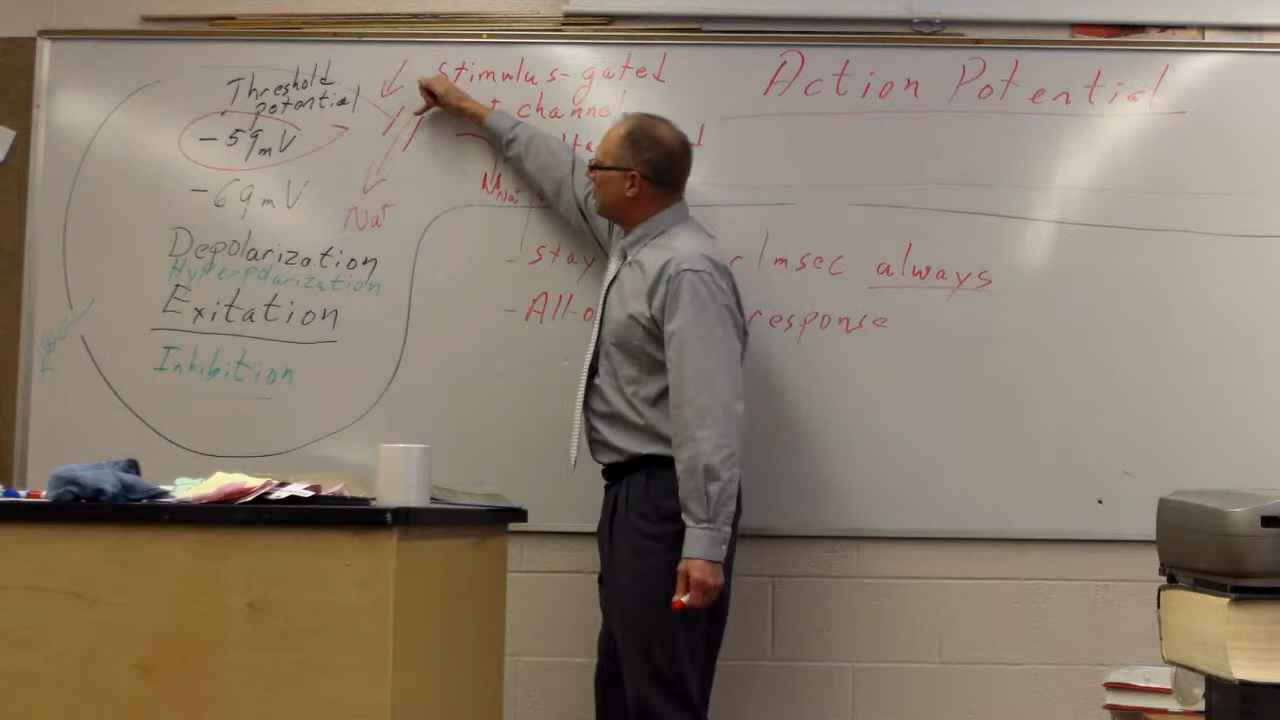 Action Potential
Threshold
potential
-59mV
-69mV
Depolarization
Hyperpolarization
Exitation
Inhibition
Stimulus-gated
channel
Na+
Na+
stay
1msec always
-All-o
response